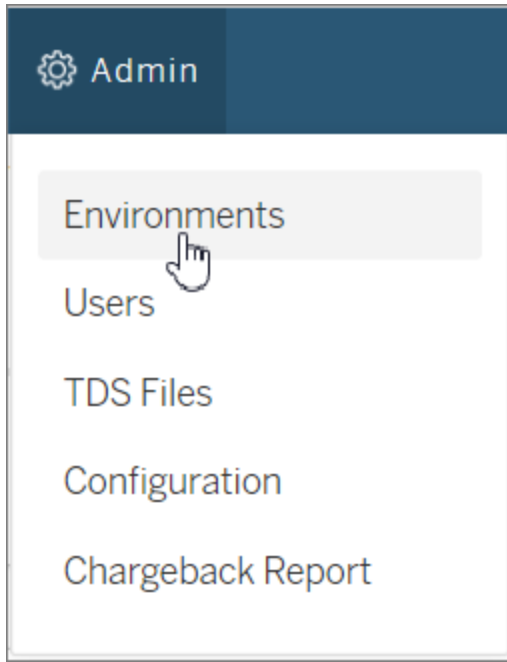 Admin
Environments
Users
TDS Files
Configuration
Chargeback Report